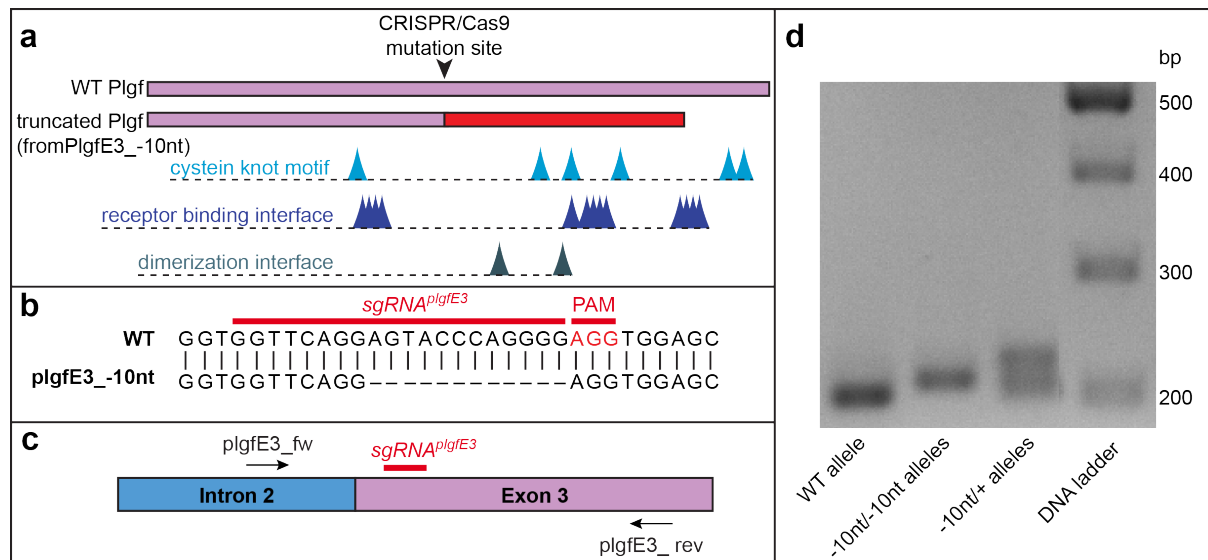 a
CRISPR/Cas9
mutation site
WT Plgf
truncated Plgf
(fromPlgfE3_-10nt)
cystein knot motif
receptor binding interface
dimerization interface
b
sgRNAplgfE3 PAM
WT GGTGGTTCAGGAGTACCCAGGGGAGGTGGAGC
plgfE3_-10nt GGTGGTTCAGG------------AGGTGGAGC
c
plgfE3_fw
sgRNAplgfE3
Intron 2 Exon 3
plgfE3_ rev
d
bp
500
400
300
200
WT allele
-10nt/-10nt alleles
-10nt/+ alleles
DNA ladder